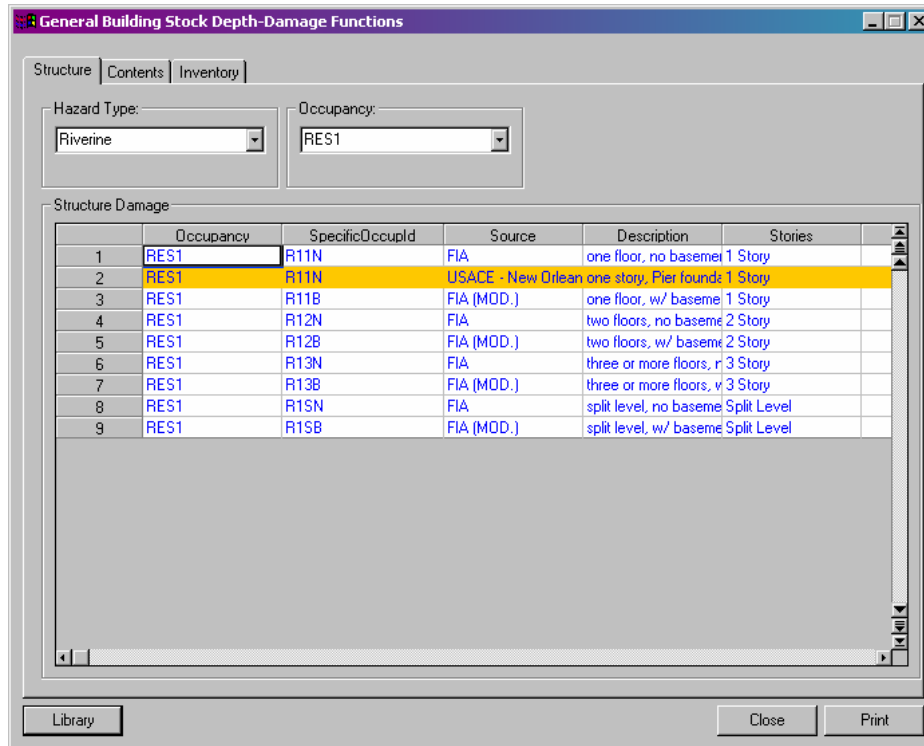 General Building Stock Depth-Damage Functions
Structure Contents Inventory
Hazard Type: Occupancy:
Riverine RES1
Structure Damage
Occupancy SpecificOccupId Source Description Stories
1 RES1 R11N FIA one floor, no basemen 1 Story
2 RES1 R11N USACE - New Orlean one story, Pier founda 1 Story
3 RES1 R11B FIA (MOD.) one floor, w/ baseme 1 Story
4 RES1 R12N FIA two floors, no baseme 2 Story
5 RES1 R12B FIA (MOD.) two floors, w/ baseme 2 Story
6 RES1 R13N FIA three or more floors, n 3 Story
7 RES1 R13B FIA (MOD.) three or more floors, w 3 Story
8 RES1 R1SN FIA split level, no baseme Split Level
9 RES1 R1SB FIA (MOD.) split level, w/ baseme Split Level
Library Close Print